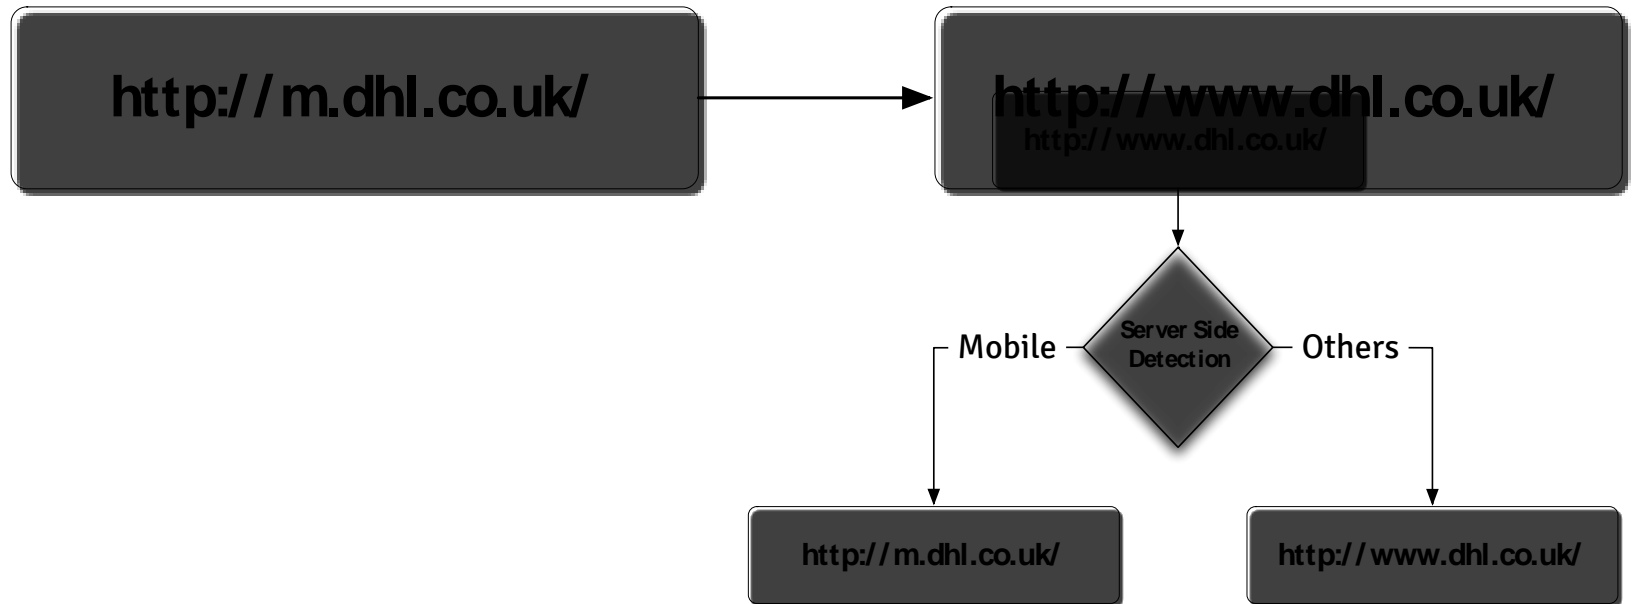 http://m.dhl.co.uk/
http://www.dhl.co.uk/
http://www.dhl.co.uk/
Server Side
Detection
Mobile
Others
http://m.dhl.co.uk/
http://www.dhl.co.uk/